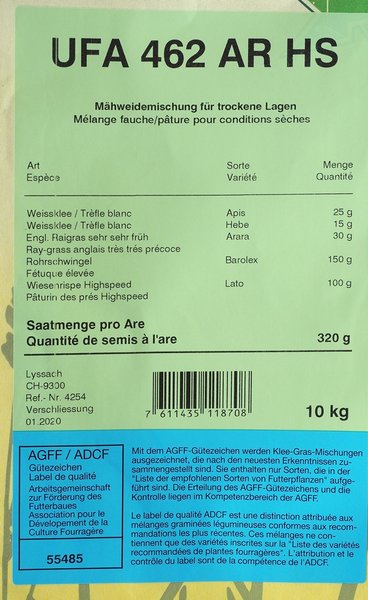 UFA 462 AR HS
Mähweidemischung für trockene Lagen
Mélange fauche/pâture pour conditions sèches
Art Sorte Menge
Espèce Variété Quantité
Weissklee / Trèfle blanc Apis 25 g
Weissklee / Trèfle blanc Hebe 15 g
Engl. Raigras sehr sehr früh Arara 30 g
Ray-grass anglais très trés précoce
Rohrschwingel Barolex 150 g
Fétuque élevée
Wiesenrispe Highspeed Lato 100 g
Pâturin des prés Highspeed
Saatmenge pro Are
Quantité de semis à l'are 320 g
Lyssach
CH-9300
Ref.- Nr. 4254
Verschliessung
01.2020
7 611435 118708
10 kg
AGFF / ADCF
Gütezeichen
Label de qualité
Arbeitsgemeinschaft
zur Förderung des
Futterbaues
Association pour le
Dévelopement de la
Culture Fourragère
55485
Mit dem AGFF-Gütezeichen werden Klee-Gras-Mischungen
ausgezeichnet, die nach den neuesten Erkenntnissen zu-
sammengestellt sind. Sie enthalten nur Sorten, die in der
"Liste der empfohlenen Sorten von Futterpflanzen" aufge-
führt sind. Die Erteilung des AGFF-Gütezeichens und die
Kontrolle liegen im Kompetenzbereich der AGFF.
Le label de qualité ADCF est une distinction attribuée aux
mélanges graminées légumineuses conformes aux recom-
mandations les plus récentes. Ces mélanges ne con-
tiennent que des variétés inscrites sur la "Liste des variétés
recommandées de plantes fourragères". L'attribution et le
contrôle du label sont de la compétence de l'ADCF.